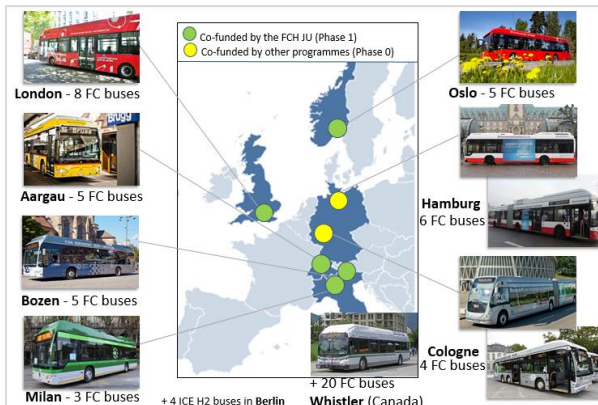 Co-funded by the FCH JU (Phase 1)
Co-funded by other programmes (Phase 0)
London - 8 FC buses
Oslo - 5 FC buses
BRUGG
Brügg
Aargau - 5 FC buses
Hamburg
6 FC buses
Bozen - 5 FC buses
Cologne
4 FC buses
Milan - 3 FC buses
+ 4 ICE H2 buses in Berlin
+ 20 FC buses
Whistler (Canada)